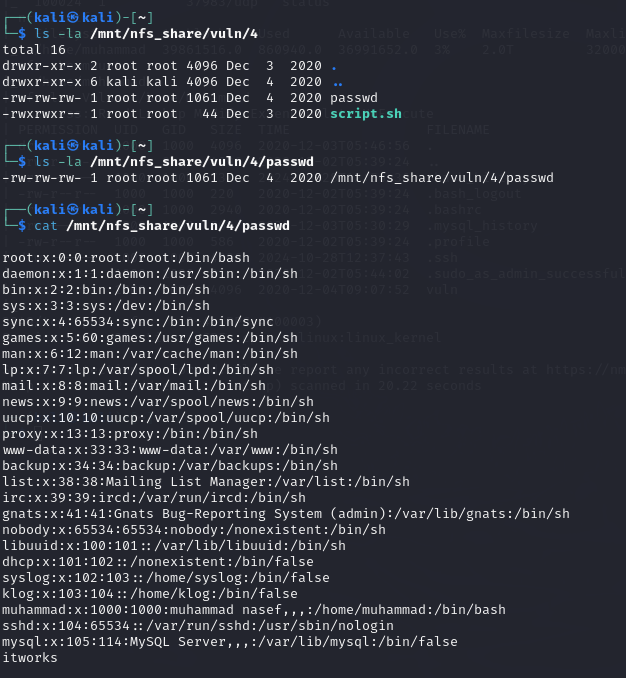 ┌──(kali㉿kali)-[~]
└─$ ls -la /mnt/nfs_share/vuln/4
total 16
drwxr-xr-x 2 root root 4096 Dec  3  2020 .
drwxr-xr-x 6 kali kali 4096 Dec  4  2020 ..
-rw-rw-rw- 1 root root 1061 Dec  4  2020 passwd
-rwxrwxr-- 1 root root   44 Dec  3  2020 script.sh
┌──(kali㉿kali)-[~]
└─$ ls -la /mnt/nfs_share/vuln/4/passwd
-rw-rw-rw- 1 root root 1061 Dec  4  2020 /mnt/nfs_share/vuln/4/passwd
┌──(kali㉿kali)-[~]
└─$ cat /mnt/nfs_share/vuln/4/passwd
root:x:0:0:root:/root:/bin/bash
daemon:x:1:1:daemon:/usr/sbin:/bin/sh
bin:x:2:2:bin:/bin:/bin/sh
sys:x:3:3:sys:/dev:/bin/sh
sync:x:4:65534:sync:/bin:/bin/sync
games:x:5:60:games:/usr/games:/bin/sh
man:x:6:12:man:/var/cache/man:/bin/sh
lp:x:7:7:lp:/var/spool/lpd:/bin/sh
mail:x:8:8:mail:/var/mail:/bin/sh
news:x:9:9:news:/var/spool/news:/bin/sh
uucp:x:10:10:uucp:/var/spool/uucp:/bin/sh
proxy:x:13:13:proxy:/bin:/bin/sh
www-data:x:33:33:www-data:/var/www:/bin/sh
backup:x:34:34:backup:/var/backups:/bin/sh
list:x:38:38:Mailing List Manager:/var/list:/bin/sh
irc:x:39:39:ircd:/var/run/ircd:/bin/sh
gnats:x:41:41:Gnats Bug-Reporting System (admin):/var/lib/gnats:/bin/sh
nobody:x:65534:65534:nobody:/nonexistent:/bin/sh
libuuid:x:100:101::/var/lib/libuuid:/bin/sh
dhcp:x:101:102::/nonexistent:/bin/false
syslog:x:102:103::/home/syslog:/bin/false
klog:x:103:104::/home/klog:/bin/false
muhammad:x:1000:1000:muhammad nasef,,,:/home/muhammad:/bin/bash
sshd:x:104:65534::/var/run/sshd:/usr/sbin/nologin
mysql:x:105:114:MySQL Server,,,:/var/lib/mysql:/bin/false
itworks